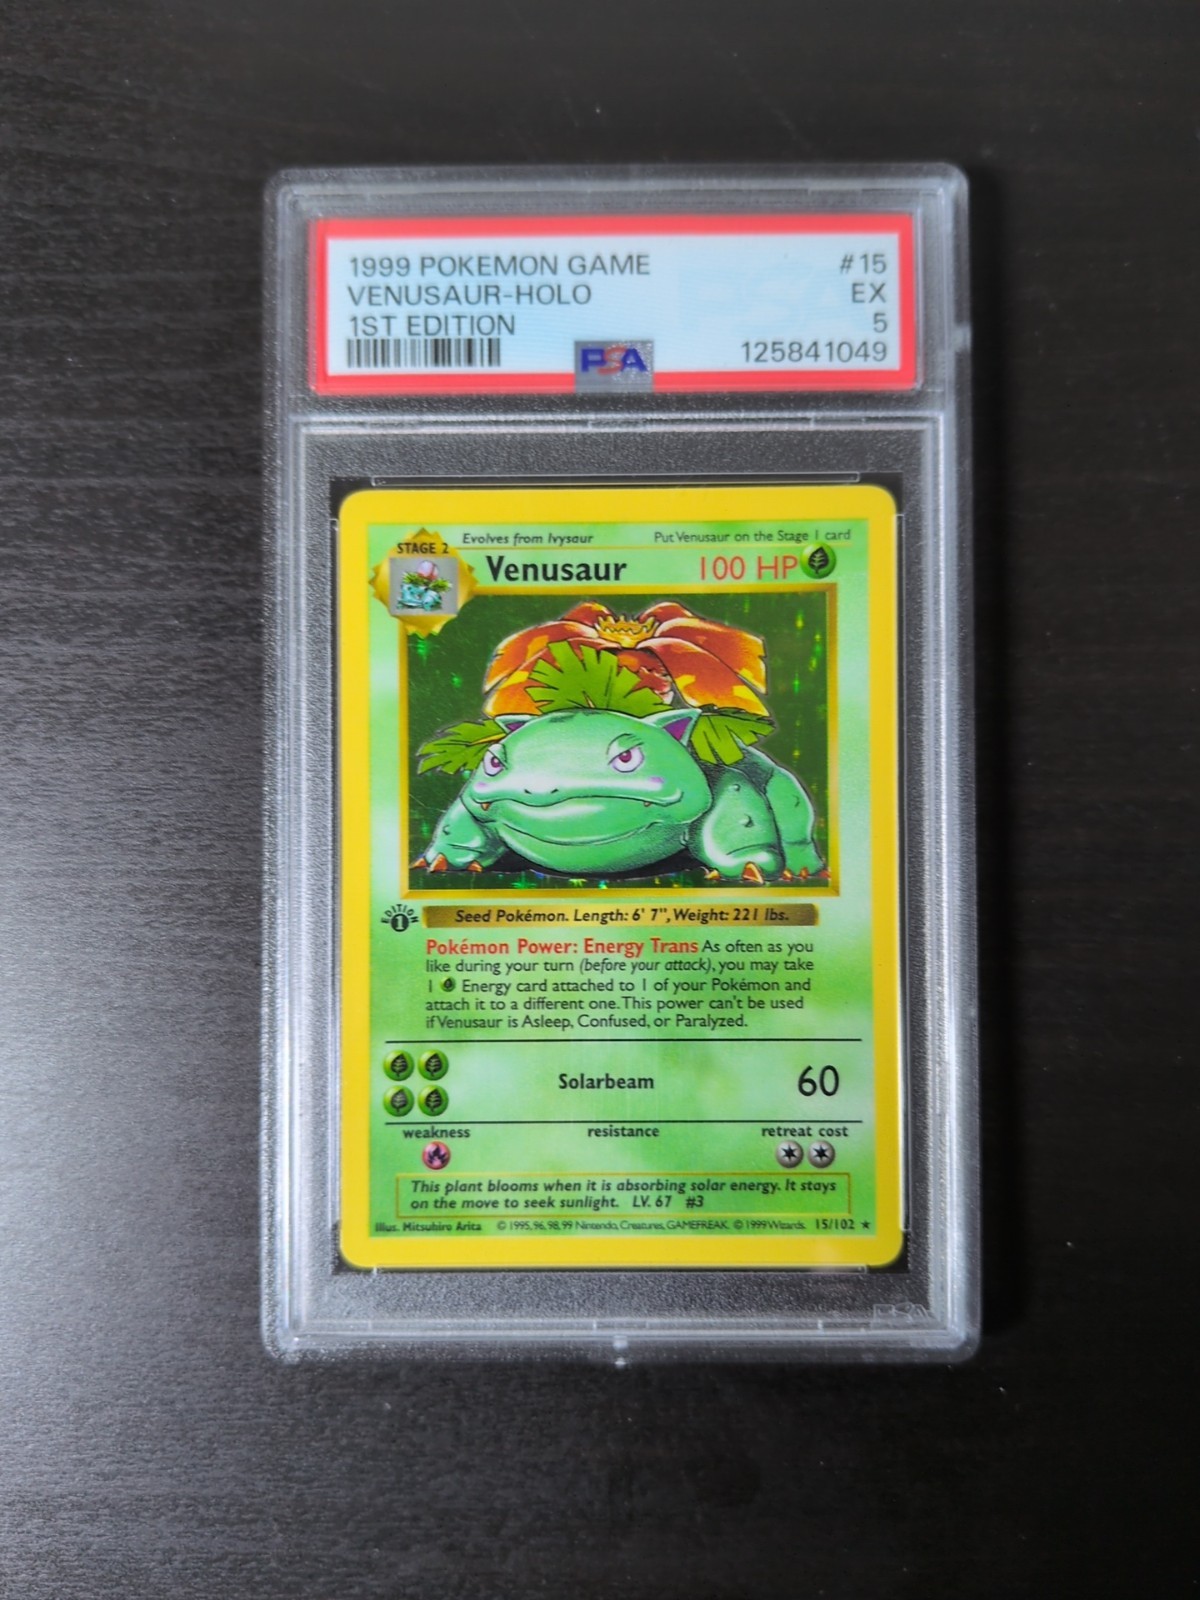 1999 POKEMON GAME #15
VENUSAUR-HOLO EX
1ST EDITION 5
PSA 125841049
STAGE 2 Evolves from Ivysaur Put Venusaur on the Stage 1 card
Venusaur 100 HP
EDITION 1
Seed Pokémon. Length: 6' 7", Weight: 221 lbs.
Pokémon Power: Energy Trans As often as you
like during your turn (before your attack), you may take
1 Energy card attached to 1 of your Pokémon and
attach it to a different one. This power can't be used
if Venusaur is Asleep, Confused, or Paralyzed.
Solarbeam 60
weakness resistance retreat cost
This plant blooms when it is absorbing solar energy. It stays
on the move to seek sunlight. LV. 67 #3
Illus. Mitsuhiro Arita © 1995, 96, 98, 99 Nintendo, Creatures, GAMEFREAK. © 1999 Wizards. 15/102 ★
PSA